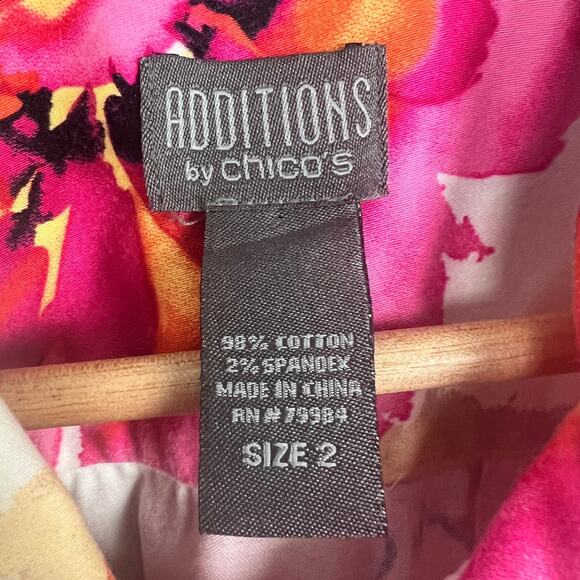 ADDITIONS
by chico's
98% COTTON
2% SPANDEX
MADE IN CHINA
RN# 79984
SIZE 2